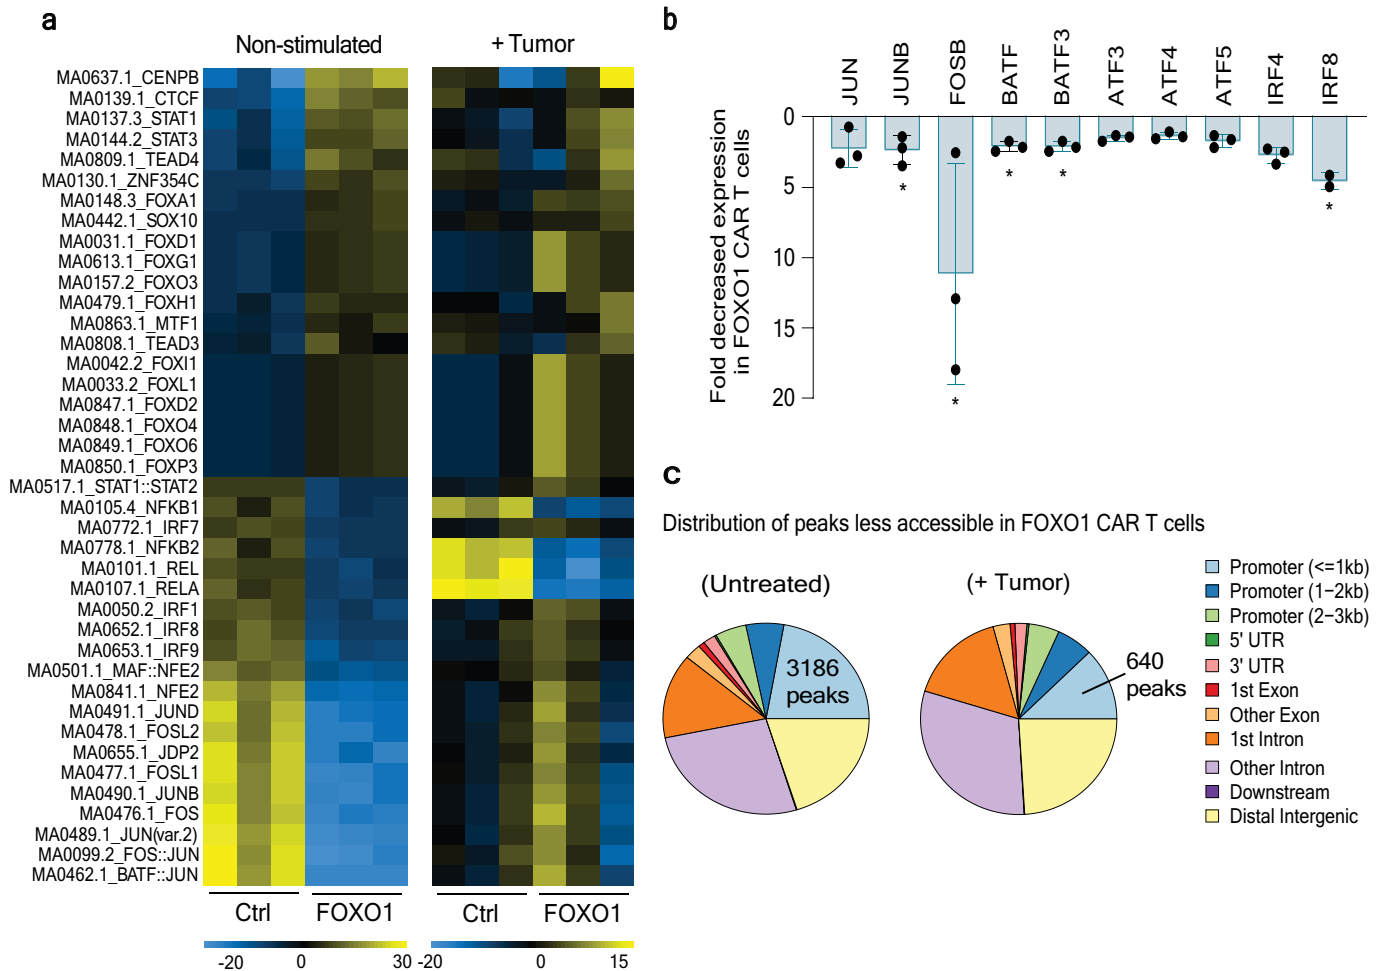 a
Non-stimulated
+ Tumor
MA0637.1_CENPB
MA0139.1_CTCF
MA0137.3_STAT1
MA0144.2_STAT3
MA0809.1_TEAD4
MA0130.1_ZNF354C
MA0148.3_FOXA1
MA0442.1_SOX10
MA0031.1_FOXD1
MA0613.1_FOXG1
MA0157.2_FOXO3
MA0479.1_FOXH1
MA0863.1_MTF1
MA0808.1_TEAD3
MA0042.2_FOXI1
MA0033.2_FOXL1
MA0847.1_FOXD2
MA0848.1_FOXO4
MA0849.1_FOXO6
MA0850.1_FOXP3
MA0517.1_STAT1::STAT2
MA0105.4_NFKB1
MA0772.1_IRF7
MA0778.1_NFKB2
MA0101.1_REL
MA0107.1_RELA
MA0050.2_IRF1
MA0652.1_IRF8
MA0653.1_IRF9
MA0501.1_MAF::NFE2
MA0841.1_NFE2
MA0491.1_JUND
MA0478.1_FOSL2
MA0655.1_JDP2
MA0477.1_FOSL1
MA0490.1_JUNB
MA0476.1_FOS
MA0489.1_JUN(var.2)
MA0099.2_FOS::JUN
MA0462.1_BATF::JUN
Ctrl
FOXO1
Ctrl
FOXO1
-20
0
30
-20
0
15
b
JUN
JUNB
FOSB
BATF
BATF3
ATF3
ATF4
ATF5
IRF4
IRF8
Fold decreased expression
in FOXO1 CAR T cells
0
5
10
15
20
*
*
*
*
*
c
Distribution of peaks less accessible in FOXO1 CAR T cells
(Untreated)
(+ Tumor)
3186
peaks
640
peaks
Promoter (<=1kb)
Promoter (1-2kb)
Promoter (2-3kb)
5' UTR
3' UTR
1st Exon
Other Exon
1st Intron
Other Intron
Downstream
Distal Intergenic